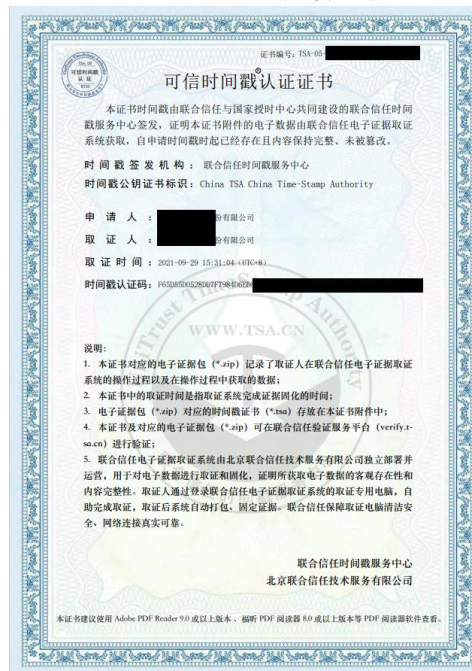 证书编号：TSA-05-
可信时间戳
认 证
NTSC
可信时间戳认证证书
本证书时间戳由联合信任与国家授时中心共同建设的联合信任时间
戳服务中心签发，证明本证书附件的电子数据由联合信任电子证据取证
系统获取，自申请时间戳时起已经存在且内容保持完整、未被篡改。
时 间 戳 签 发 机 构 ： 联合信任时间戳服务中心
时间戳公钥证书标识：China TSA China Time-Stamp Authority
申 请 人 ： 份有限公司
取 证 人 ： 份有限公司
取 证 时 间 ：2021-09-29 15:31:04（UTC+8）
时间戳认证码：
WWW.TSA.CN
说明：
1. 本证书对应的电子证据包（*.zip）记录了取证人在联合信任电子证据取证
系统的操作过程以及在操作过程中获取的数据；
2. 本证书中的取证时间是指取证系统完成证据固化的时间；
3. 电子证据包（*.zip）对应的时间戳证书（*.tsa）存放在本证书附件中；
4. 本证书及对应的电子证据包（*.zip）可在联合信任验证服务平台（verify.t-
sa.cn）进行验证；
5. 联合信任电子证据取证系统由北京联合信任技术服务有限公司独立部署并
运营，用于对电子数据进行取证和固化，证明所获取电子数据的客观存在性和
内容完整性。取证人通过登录联合信任电子证据取证系统的取证专用电脑，自
助完成取证，取证后系统自动打包、固定证据。联合信任保障取证电脑清洁安
全、网络连接真实可靠。
联合信任时间戳服务中心
北京联合信任技术服务有限公司
本证书建议使用 Adobe PDF Reader 9.0 或以上版本 、福昕 PDF 阅读器 8.0 或以上版本等 PDF 阅读器软件查看。